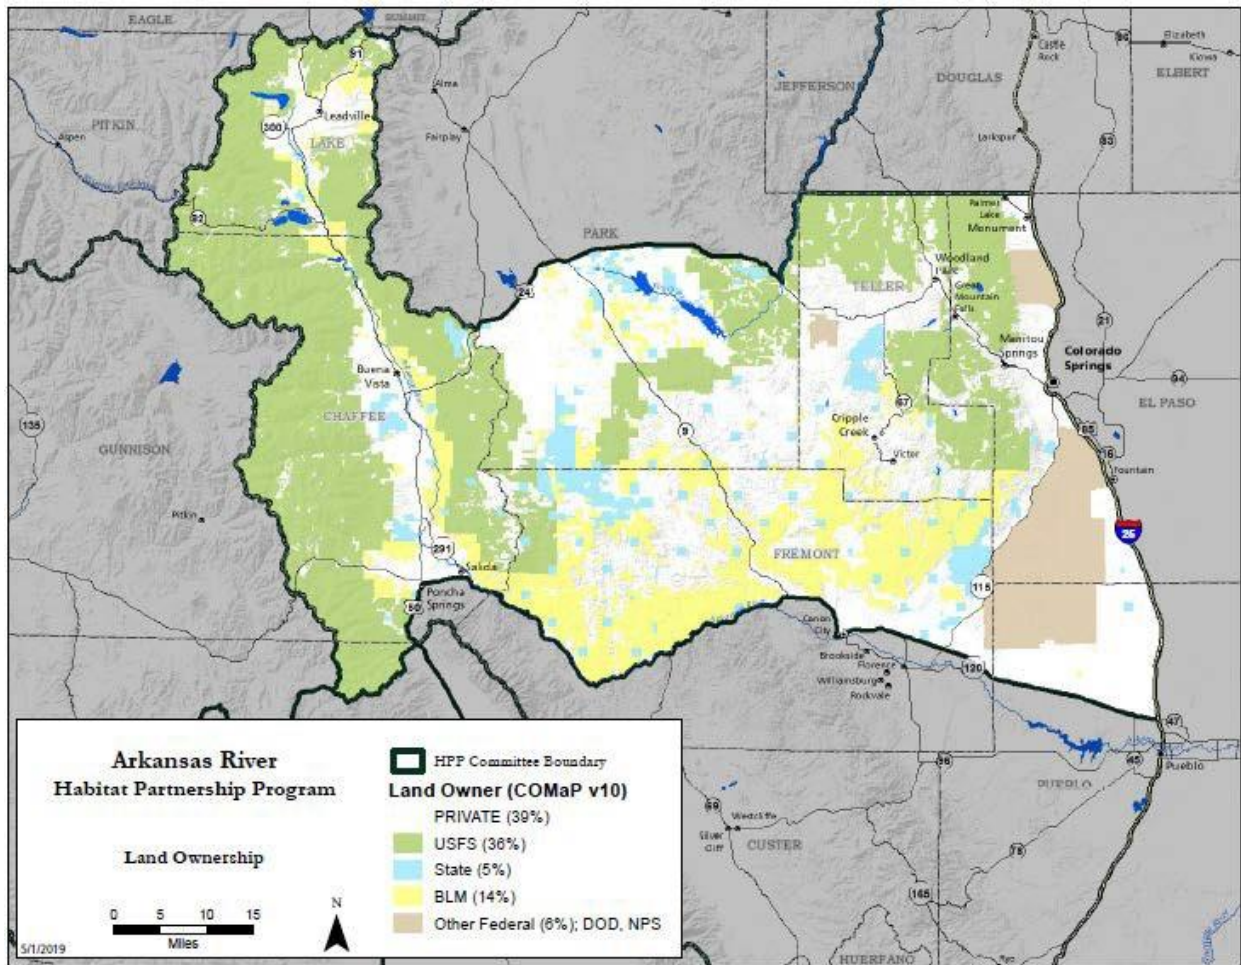 EAGLE
SUMMIT
91
Alma
Castle
Rock
86
Elizabeth
Kiowa
JEFFERSON
DOUGLAS
ELBERT
PITKIN
Aspen
Leadville
300
LAKE
Fairplay
Larkspur
83
82
PARK
Palmer
Lake
Monument
24
Woodland
Park
TELLER
Green
Mountain
Falls
21
Manitou
Springs
Colorado
Springs
94
Buena
Vista
CHAFFEE
67
EL PASO
135
GUNNISON
9
Cripple
Creek
Victor
85
16
Fountain
Pitkin
25
291
Salida
FREMONT
115
50
Poncha
Springs
Canon
City
Brookside
Florence
Williamsburg
Rockvale
120
47
96
45
Pueblo
PUEBLO
69
Westcliffe
Silver
Cliff
CUSTER
78
165
HUERFANO
Rye
Arkansas River
Habitat Partnership Program
Land Ownership
0 5 10 15
Miles
N
5/1/2019
HPP Committee Boundary
Land Owner (COMaP v10)
PRIVATE (39%)
USFS (36%)
State (5%)
BLM (14%)
Other Federal (6%); DOD, NPS